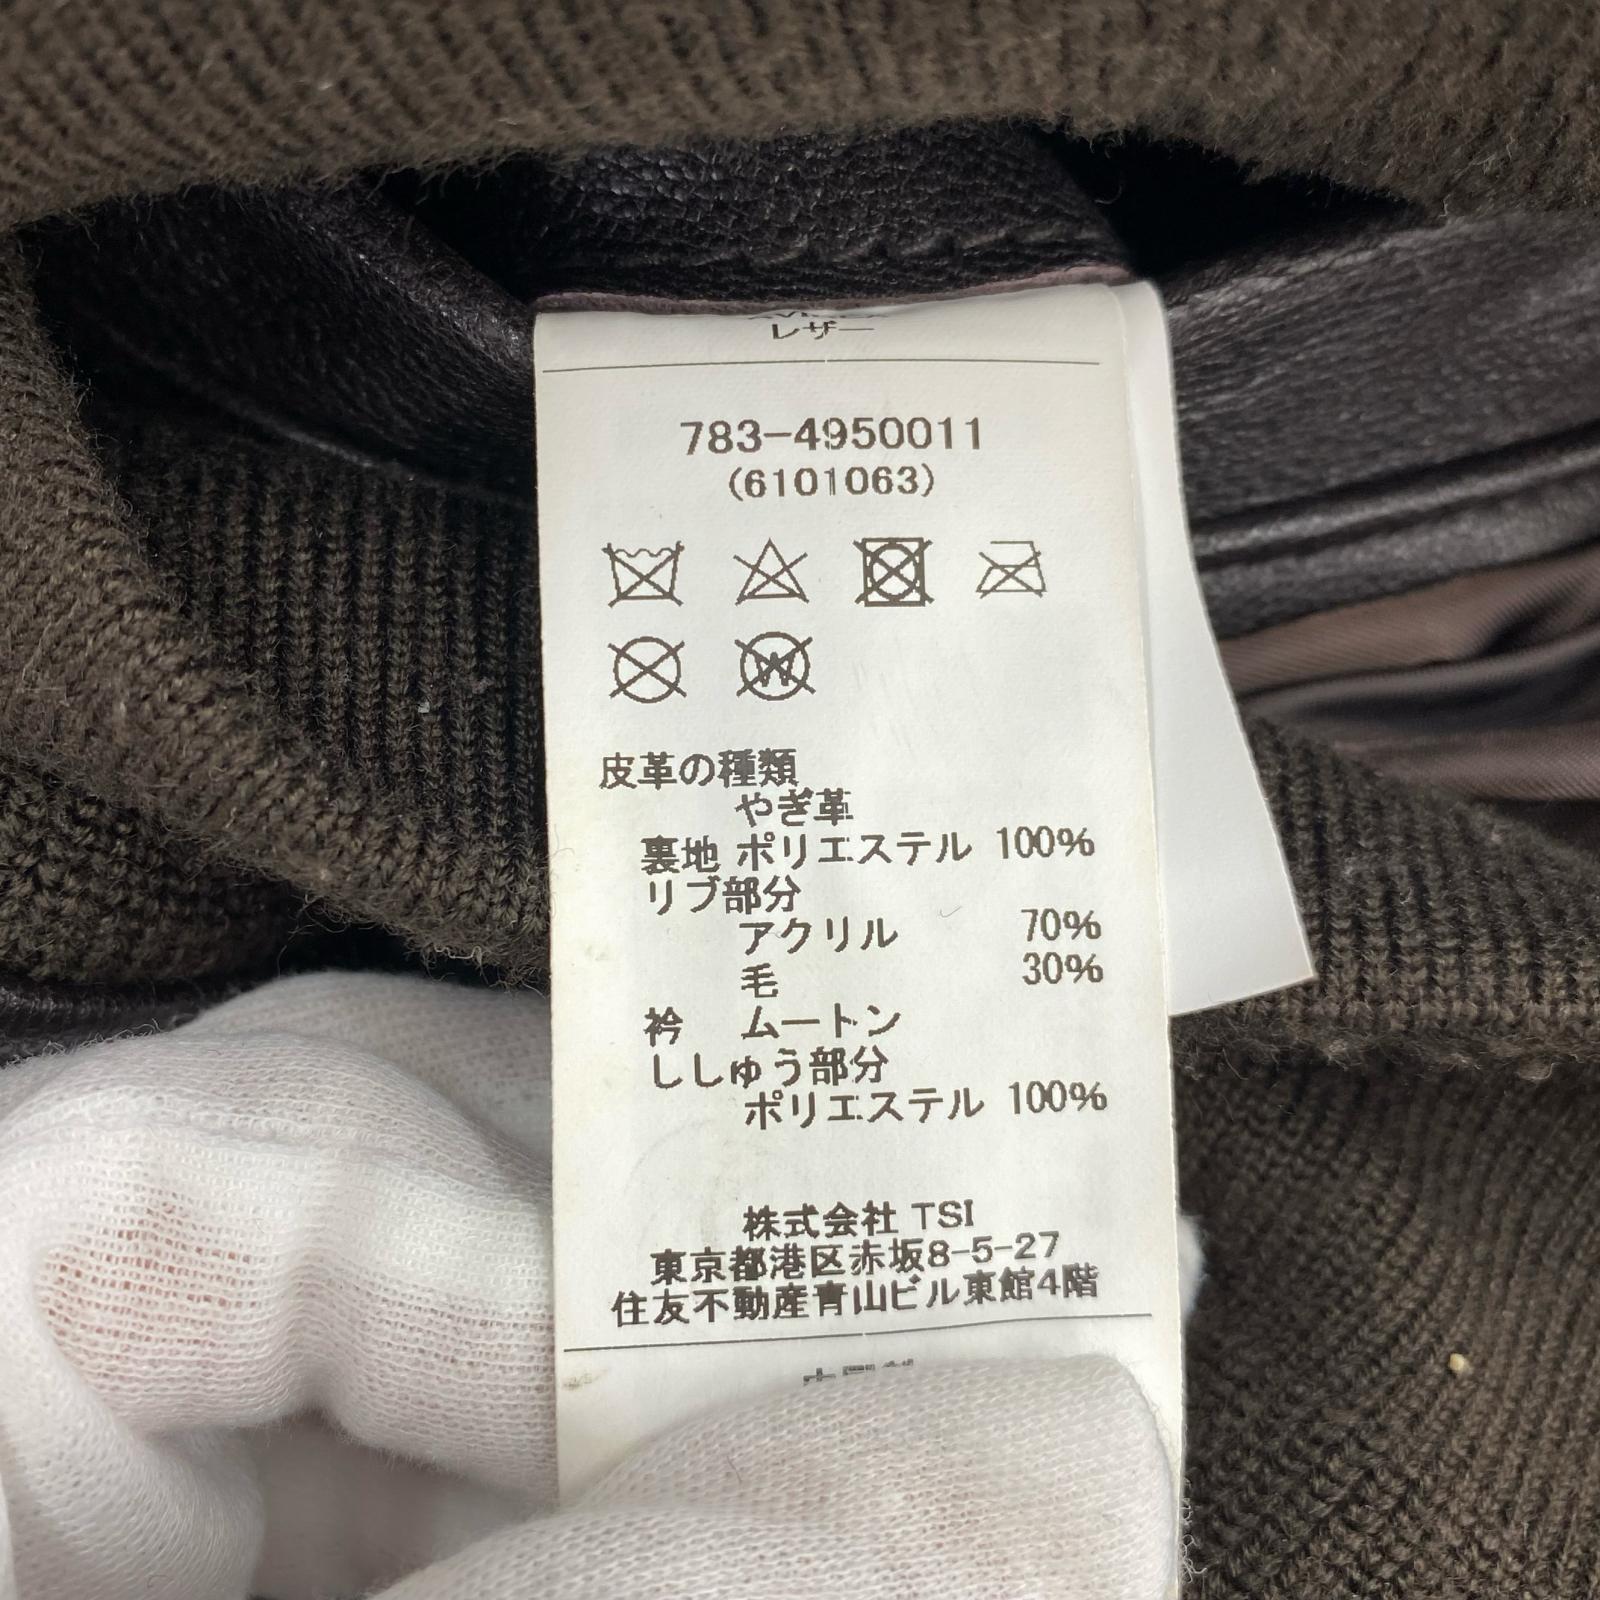 レザー
783-4950011
(6101063)
皮革の種類
やぎ革
裏地 ポリエステル 100%
リブ部分
アクリル 70%
毛 30%
衿 ムートン
ししゅう部分
ポリエステル 100%
株式会社 TSI
東京都港区赤坂8-5-27
住友不動産青山ビル東館4階